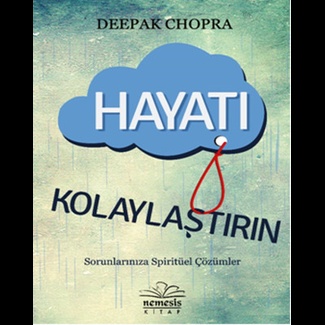 DEEPAK CHOPRA
HAYATI
KOLAYLAŞTIRIN
Sorunlarınıza Spiritüel Çözümler
nemesis
KİTAP